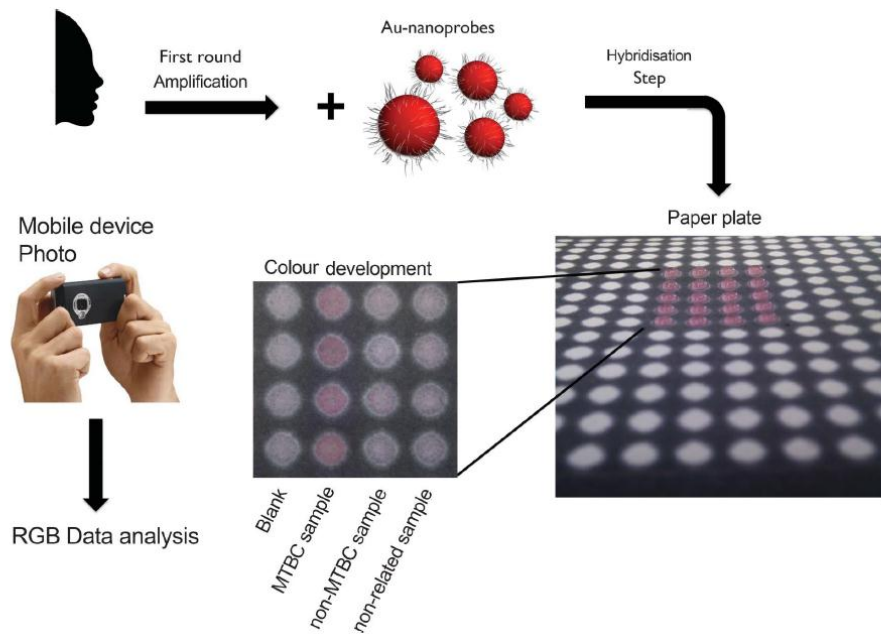 First round
Amplification
Au-nanoprobes
Hybridisation
Step
Paper plate
Mobile device
Photo
Colour development
Blank
MTBC sample
non-MTBC sample
non-related sample
RGB Data analysis